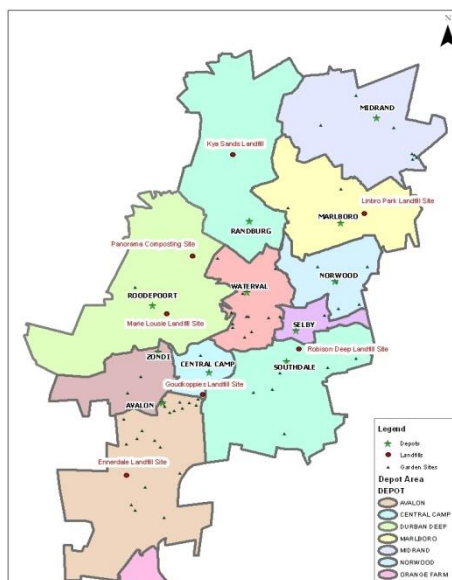 N
MIDRAND
Kya Sands Landfill
Linbro Park Landfill Site
MARLBORO
RANDBURG
Panorama Composting Site
NORWOOD
WATERVAL
ROODEPOORT
Marie Lousie Landfill Site
SELBY
Robison Deep Landfill Site
ZONDI
CENTRAL CAMP
SOUTHDALE
Goudkoppies Landfill Site
AVALON
Ennerdale Landfill Site
Legend
Depots
Landfills
Garden Sites
Depot Area
DEPOT
AVALON
CENTRAL CAMP
DURBAN DEEP
MARLBORO
MIDRAND
NORWOOD
ORANGE FARM